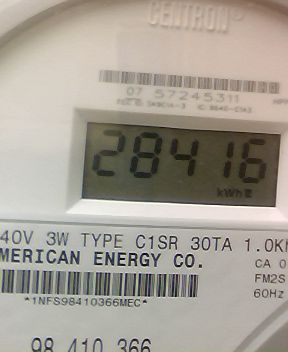 CENTRON®
07 57245311
28416
kWh
40V 3W TYPE C1SR 30TA 1.0K
MERICAN ENERGY CO. CA 0
FM2S
*1NFS98410366MEC* 60Hz
98 410 366